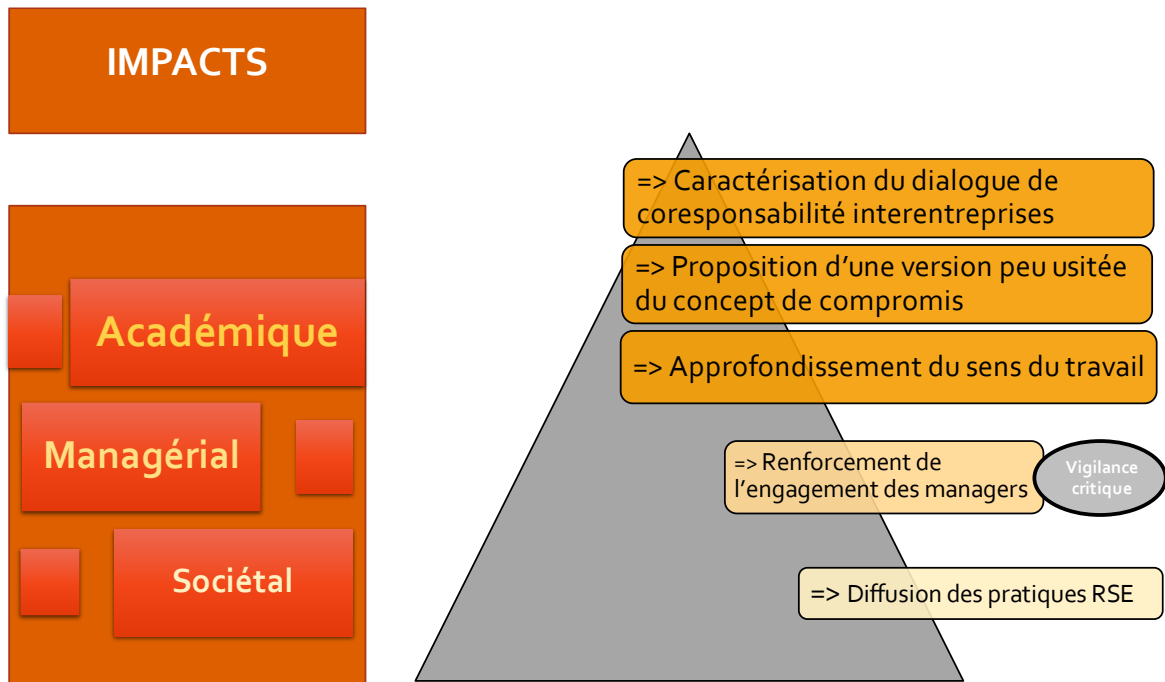 IMPACTS
Académique
Managérial
Sociétal
=> Caractérisation du dialogue de
coresponsabilité interentreprises
=> Proposition d’une version peu usitée
du concept de compromis
=> Approfondissement du sens du travail
=> Renforcement de
l’engagement des managers
Vigilance
critique
=> Diffusion des pratiques RSE